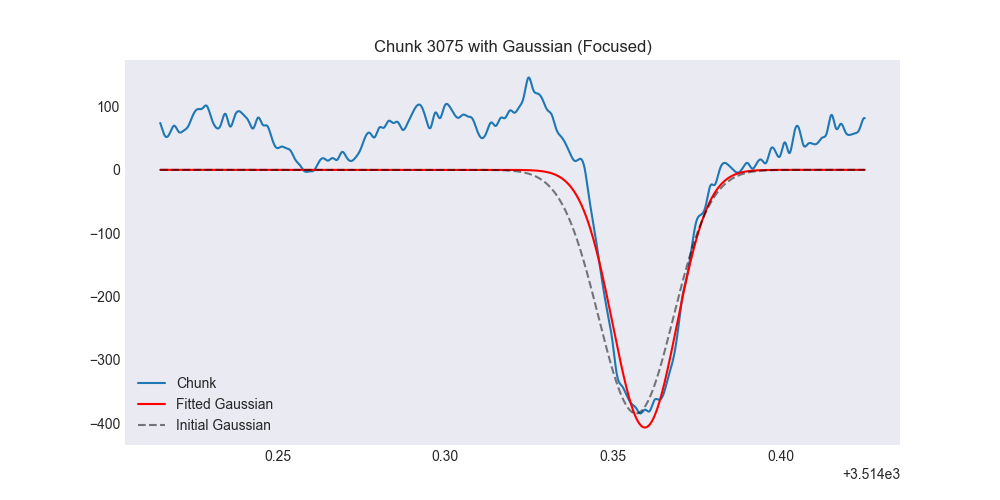 Chunk 3075 with Gaussian (Focused)
100
0
−100
−200
−300
−400
Chunk
Fitted Gaussian
Initial Gaussian
0.25
0.30
0.35
0.40
+3.514e3